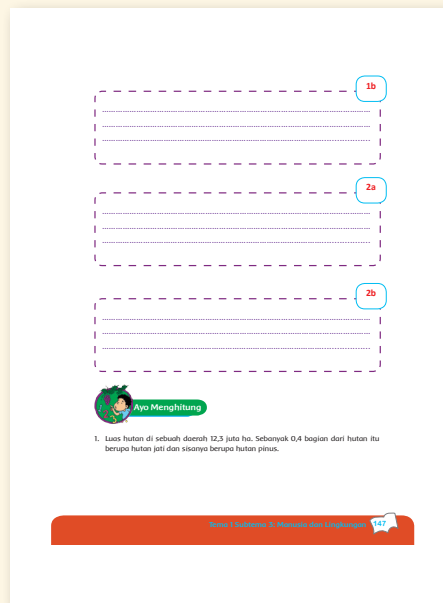 1b
2a
2b
Ayo Menghitung
1. Luas hutan di sebuah daerah 12,3 juta ha. Sebanyak 0,4 bagian dari hutan itu
berupa hutan jati dan sisanya berupa hutan pinus.
Tema 1 Subtema 3: Manusia dan Lingkungan 147